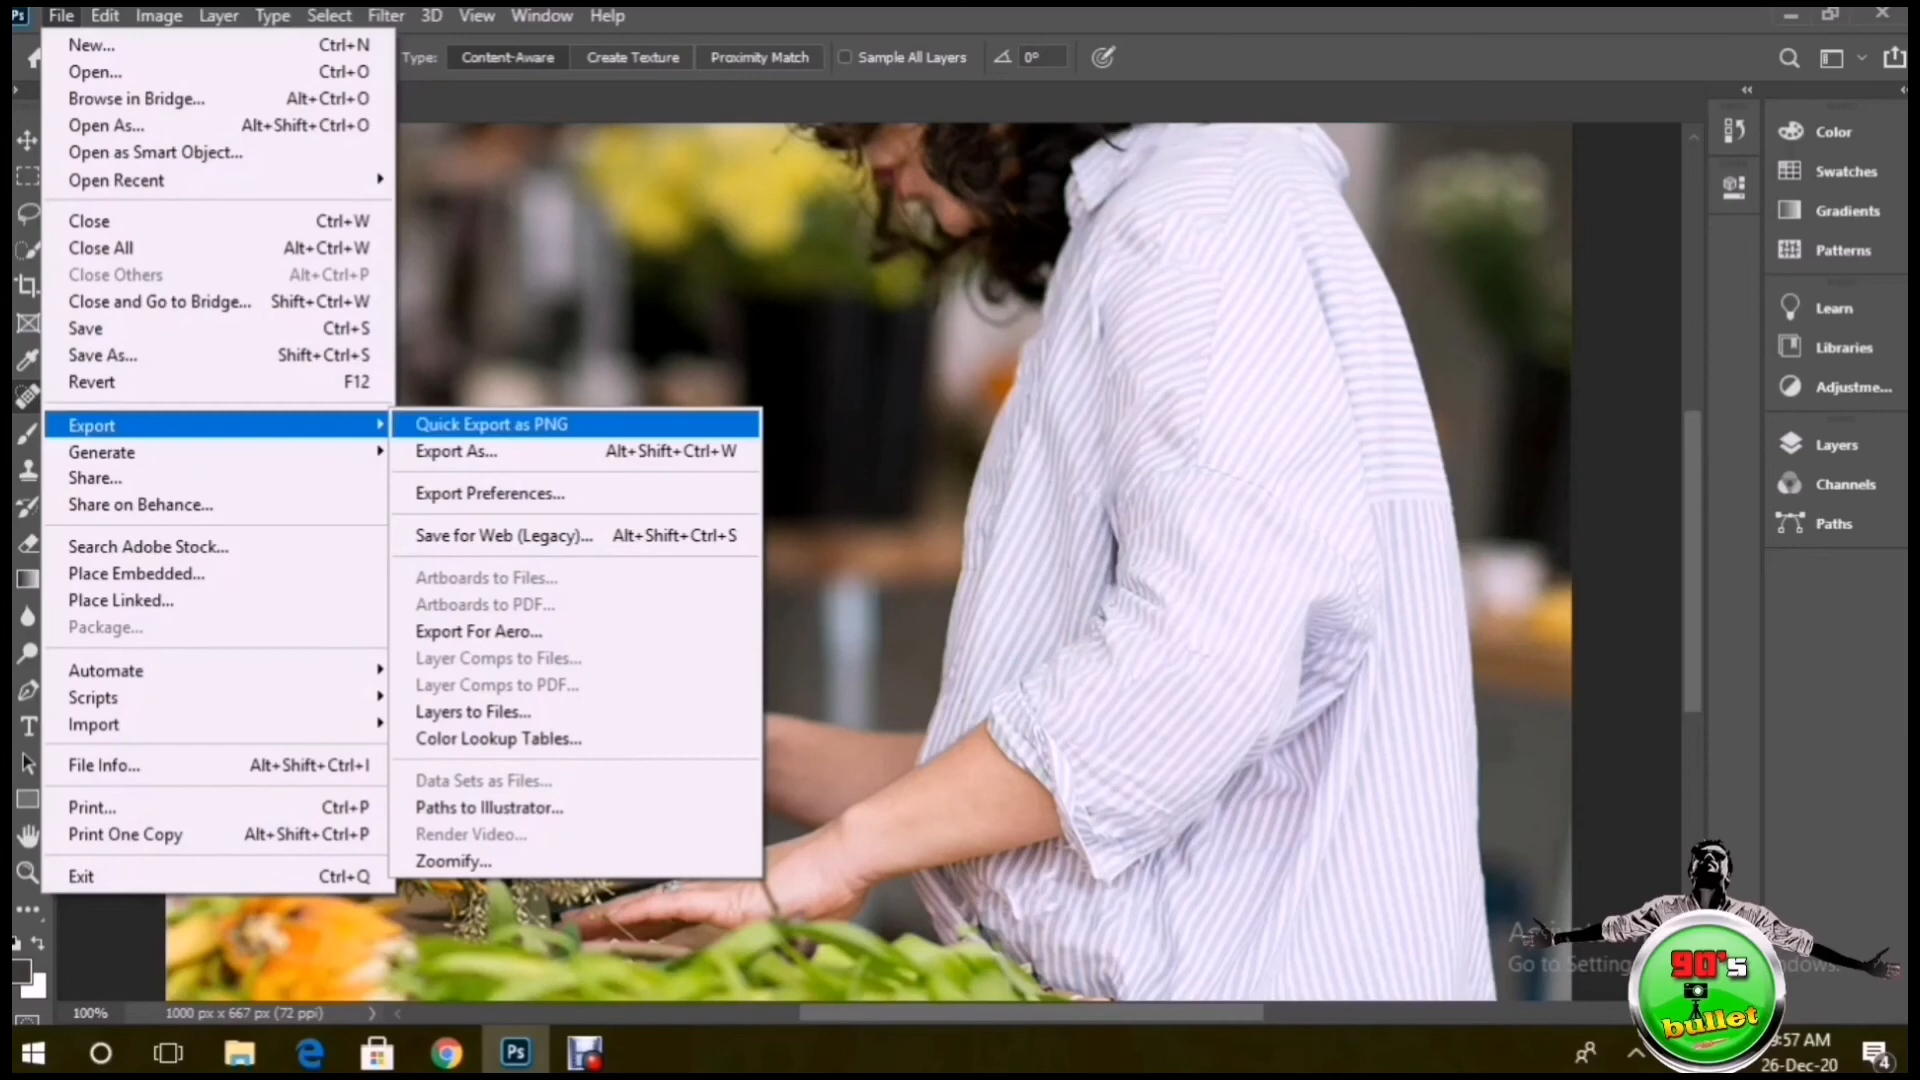 Ps File Edit Image Layer Type Select Filter 3D View Window Help
Type: Content-Aware Create Texture Proximity Match Sample All Layers 0°
New... Ctrl+N
Open... Ctrl+O
Browse in Bridge... Alt+Ctrl+O
Open As... Alt+Shift+Ctrl+O
Open as Smart Object...
Open Recent
Close Ctrl+W
Close All Alt+Ctrl+W
Close Others Alt+Ctrl+P
Close and Go to Bridge... Shift+Ctrl+W
Save Ctrl+S
Save As... Shift+Ctrl+S
Revert F12
Export
Generate
Share...
Share on Behance...
Search Adobe Stock...
Place Embedded...
Place Linked...
Package...
Automate
Scripts
Import
File Info... Alt+Shift+Ctrl+I
Print... Ctrl+P
Print One Copy Alt+Shift+Ctrl+P
Exit Ctrl+Q
Quick Export as PNG
Export As... Alt+Shift+Ctrl+W
Export Preferences...
Save for Web (Legacy)... Alt+Shift+Ctrl+S
Artboards to Files...
Artboards to PDF...
Export For Aero...
Layer Comps to Files...
Layer Comps to PDF...
Layers to Files...
Color Lookup Tables...
Data Sets as Files...
Paths to Illustrator...
Render Video...
Zoomify...
Color
Swatches
Gradients
Patterns
Learn
Libraries
Adjustme...
Layers
Channels
Paths
Go to Setting
90's
bullet
100% 1000 px x 667 px (72 ppi)
Ps
:57 AM
26-Dec-20
4